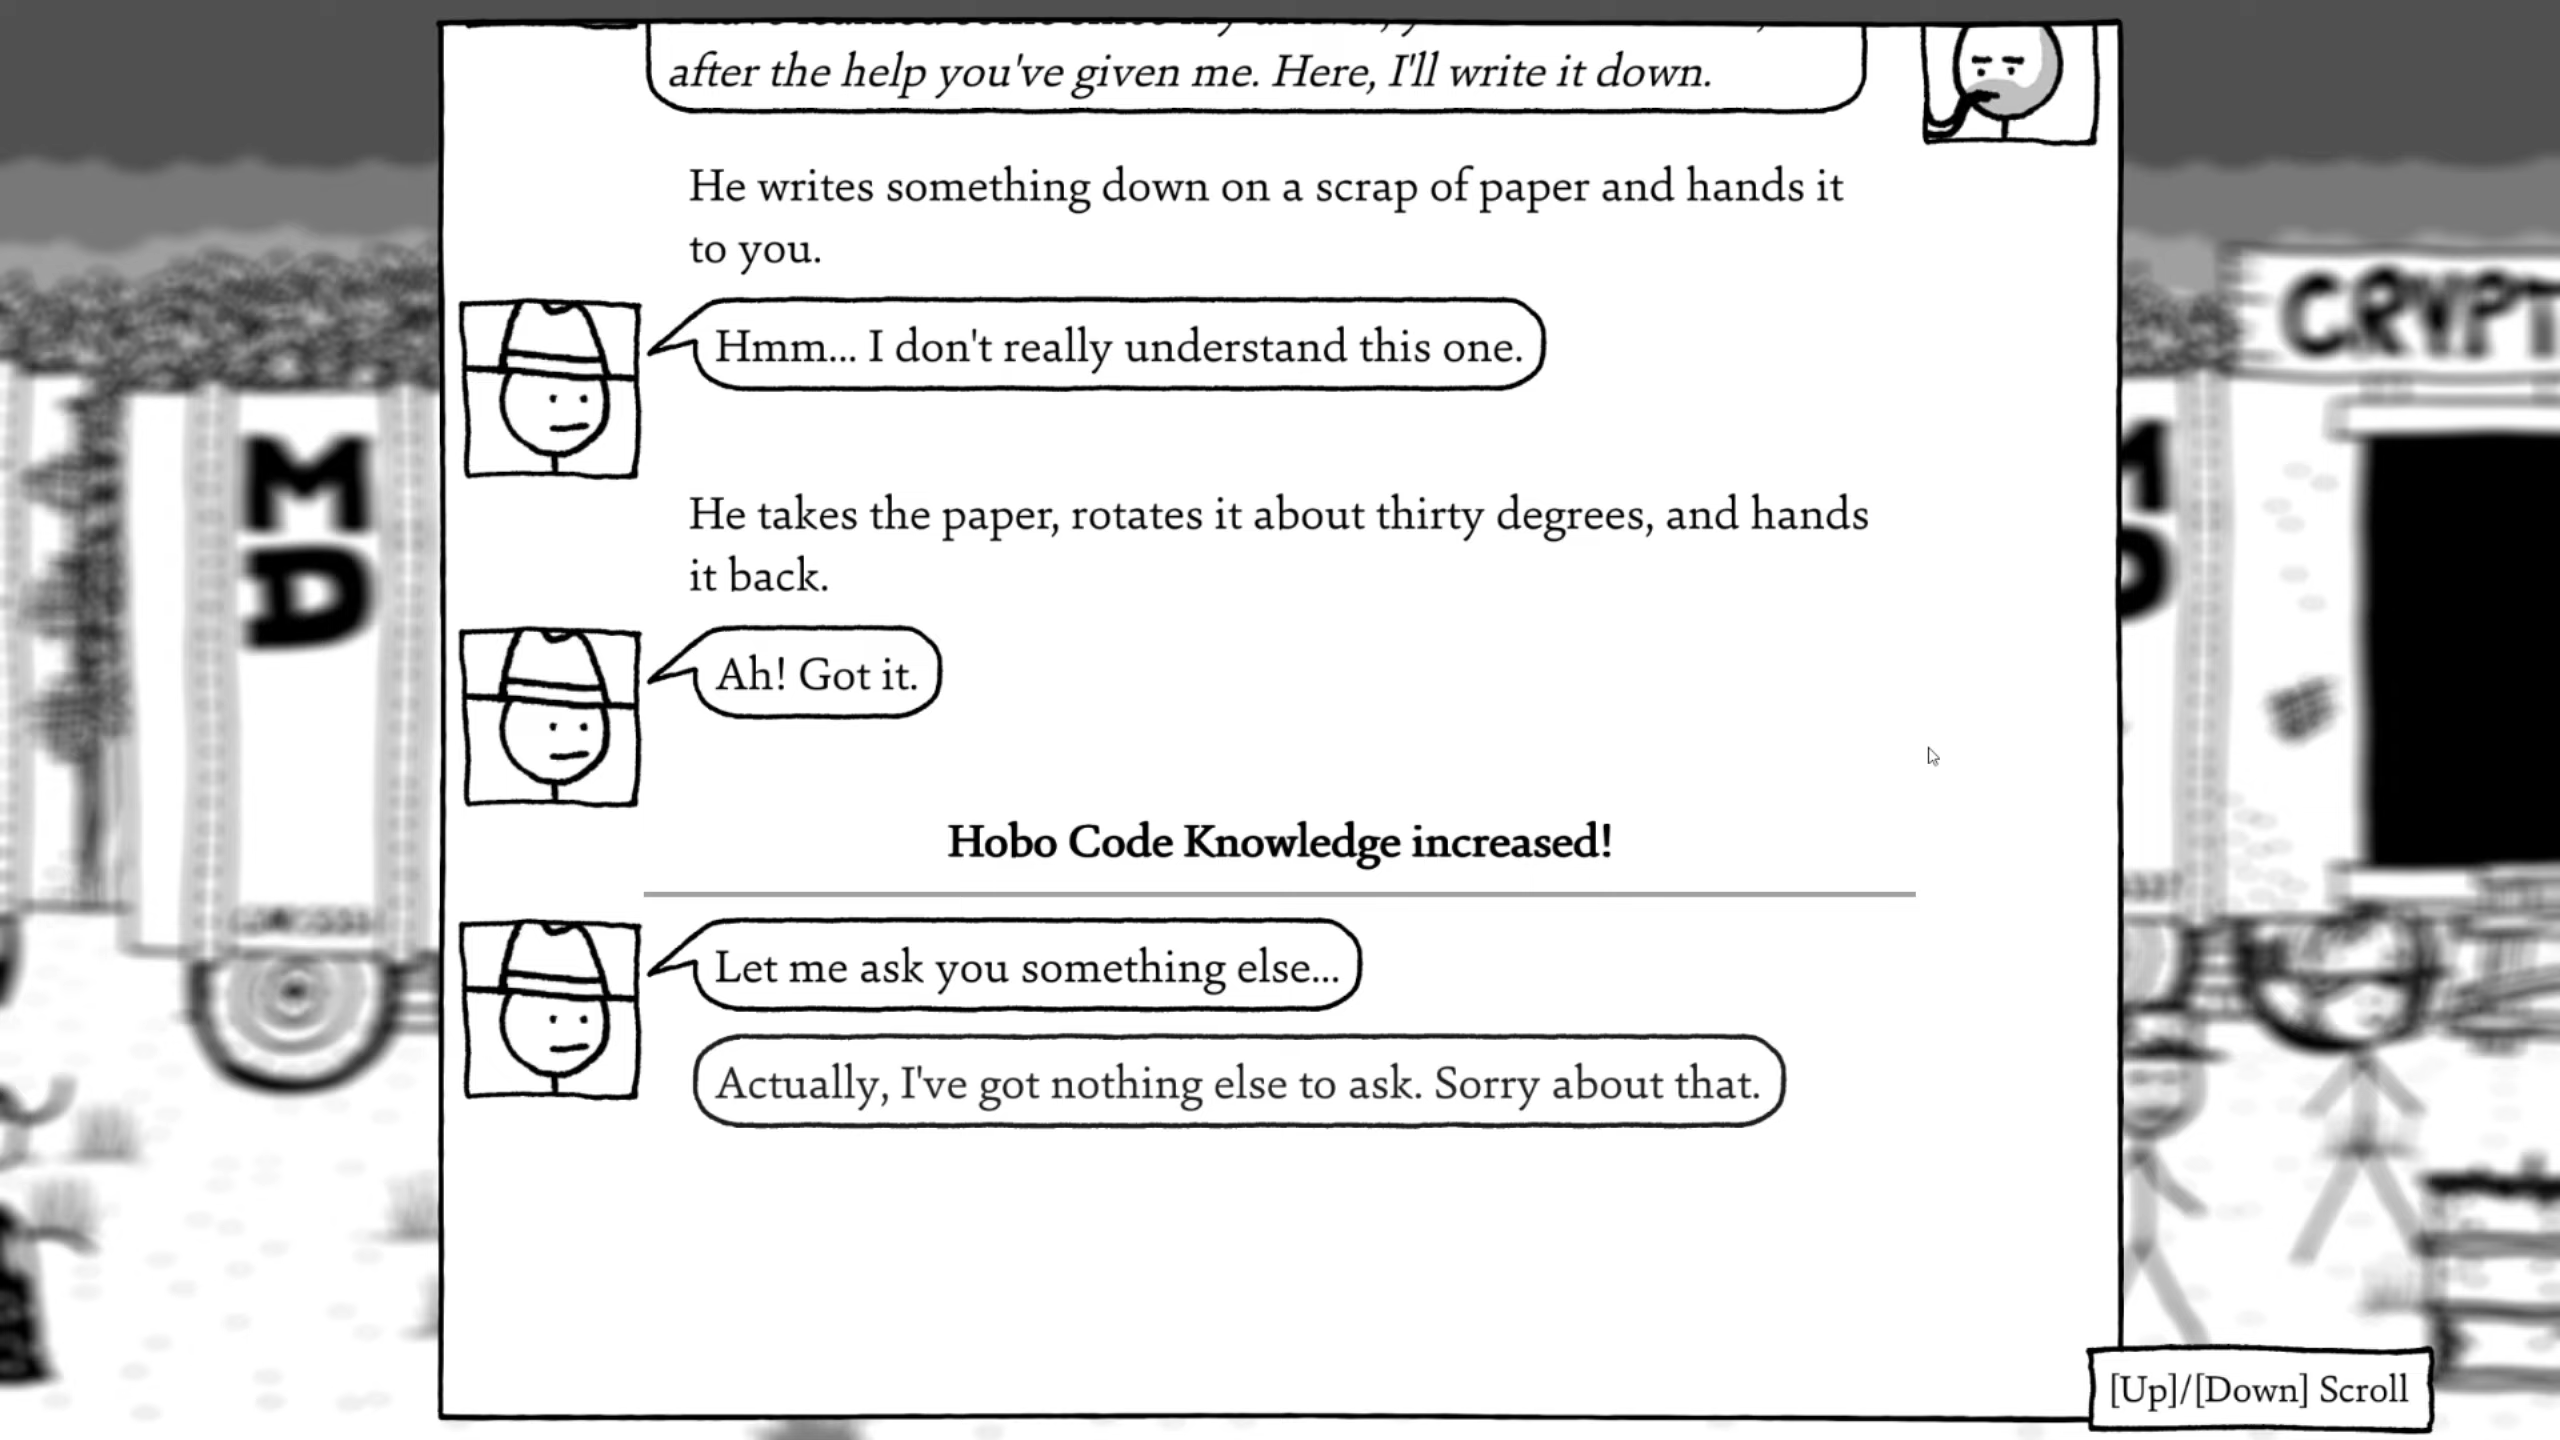 after the help you've given me. Here, I'll write it down.
He writes something down on a scrap of paper and hands it
to you.
Hmm... I don't really understand this one.
He takes the paper, rotates it about thirty degrees, and hands
it back.
Ah! Got it.
Hobo Code Knowledge increased!
Let me ask you something else...
Actually, I've got nothing else to ask. Sorry about that.
[Up]/[Down] Scroll
M
D
CRYPT